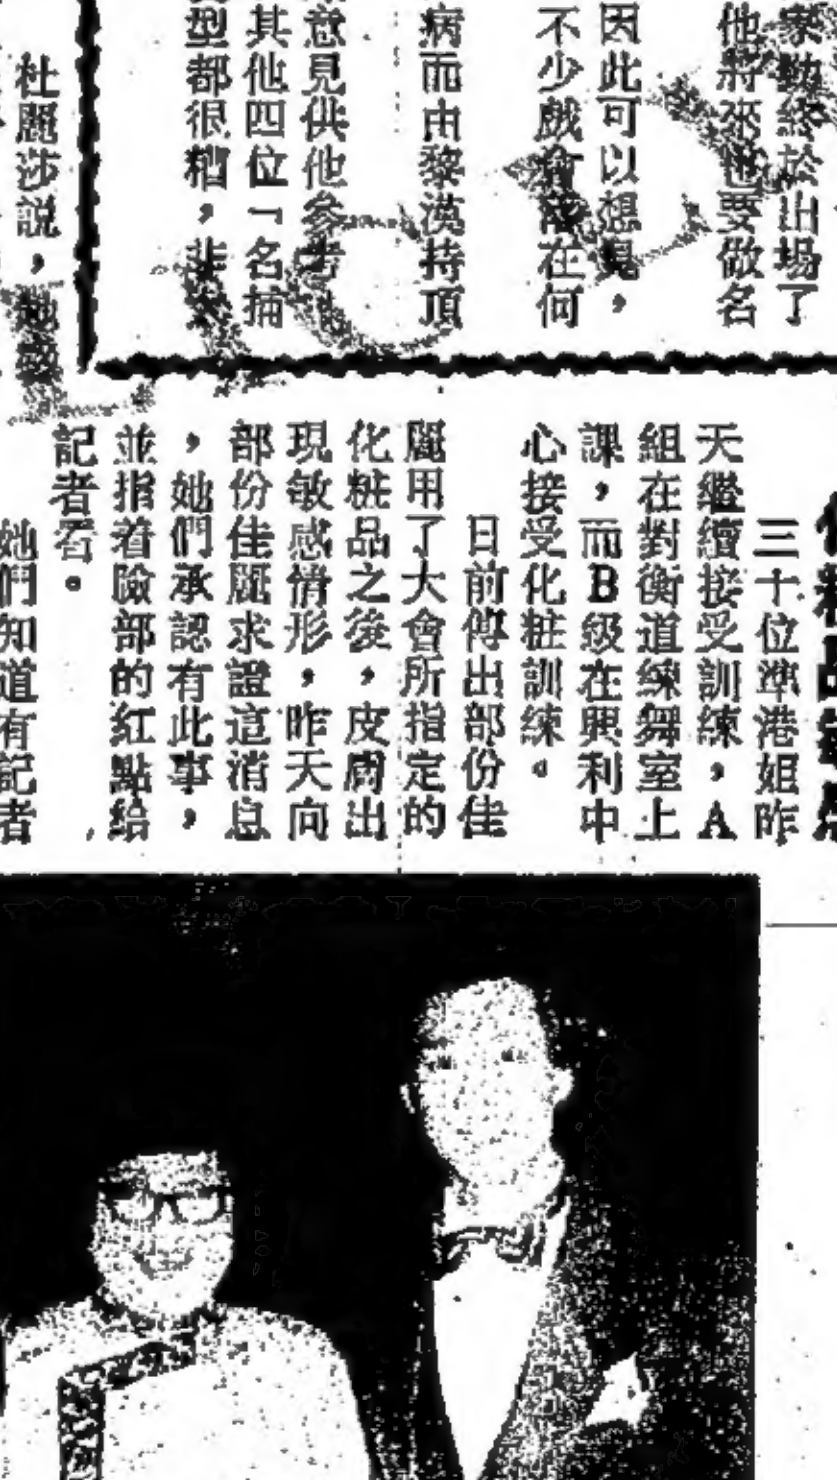 家勳終於出場了
他將來也要做名
因此可以想見，
不少戲會落在何
病而由黎漢持頂
意見供他參考
其他四位「名捕
型都很糟，非
杜麗莎説，她
三十位準港姐昨
天繼續接受訓練，A
組在對衡道練舞室上
課，而B級在興利中
心接受化粧訓練。
日前傳出部份佳
麗用了大會所指定的
化粧品之後，皮膚出
現敏感情形，昨天向
部份佳麗求證這消息
，她們承認有此事，
並指着臉部的紅點給
記者看。
她們知道有記者